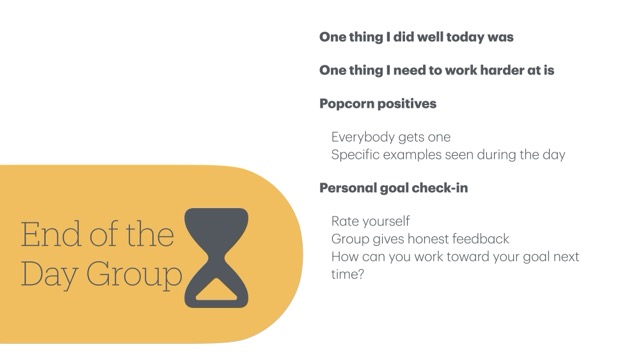 One thing I did well today was
One thing I need to work harder at is
Popcorn positives
Everybody gets one
Specific examples seen during the day
Personal goal check-in
Rate yourself
Group gives honest feedback
How can you work toward your goal next
time?
End of the
Day Group